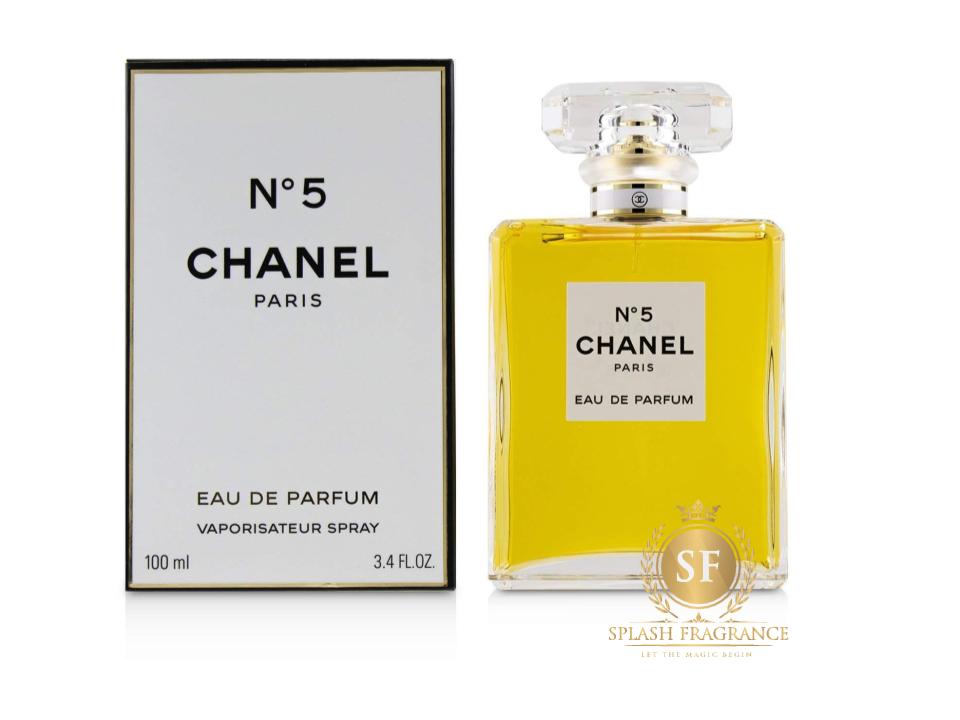 N°5
CHANEL
PARIS
EAU DE PARFUM
VAPORISATEUR SPRAY
100 ml
3.4 FL.OZ.
N°5
CHANEL
PARIS
EAU DE PARFUM
SF
SPLASH FRAGRANCE
LET THE MAGIC BEGIN